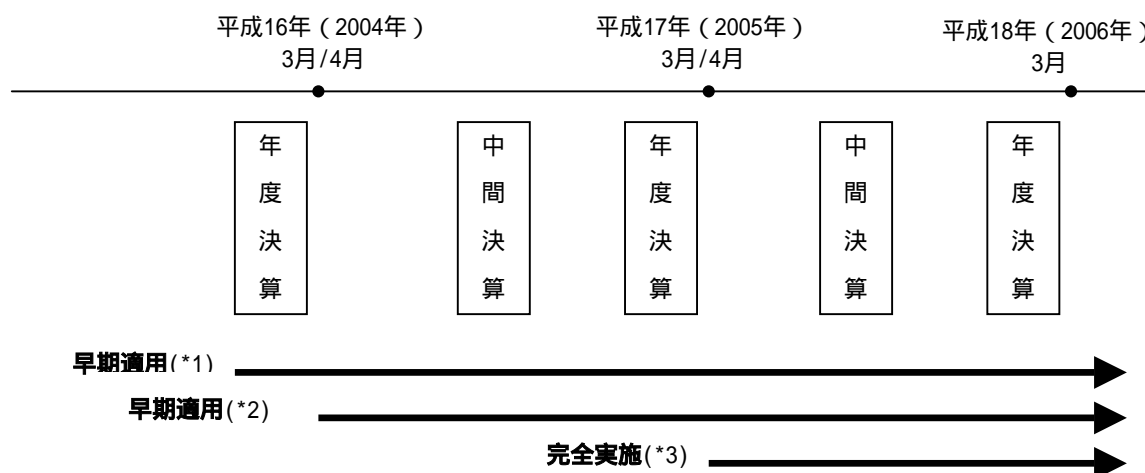 平成16年（2004年）
3月/4月
平成17年（2005年）
3月/4月
平成18年（2006年）
3月
年度決算
中間決算
年度決算
中間決算
年度決算
早期適用(*1)
早期適用(*2)
完全実施(*3)